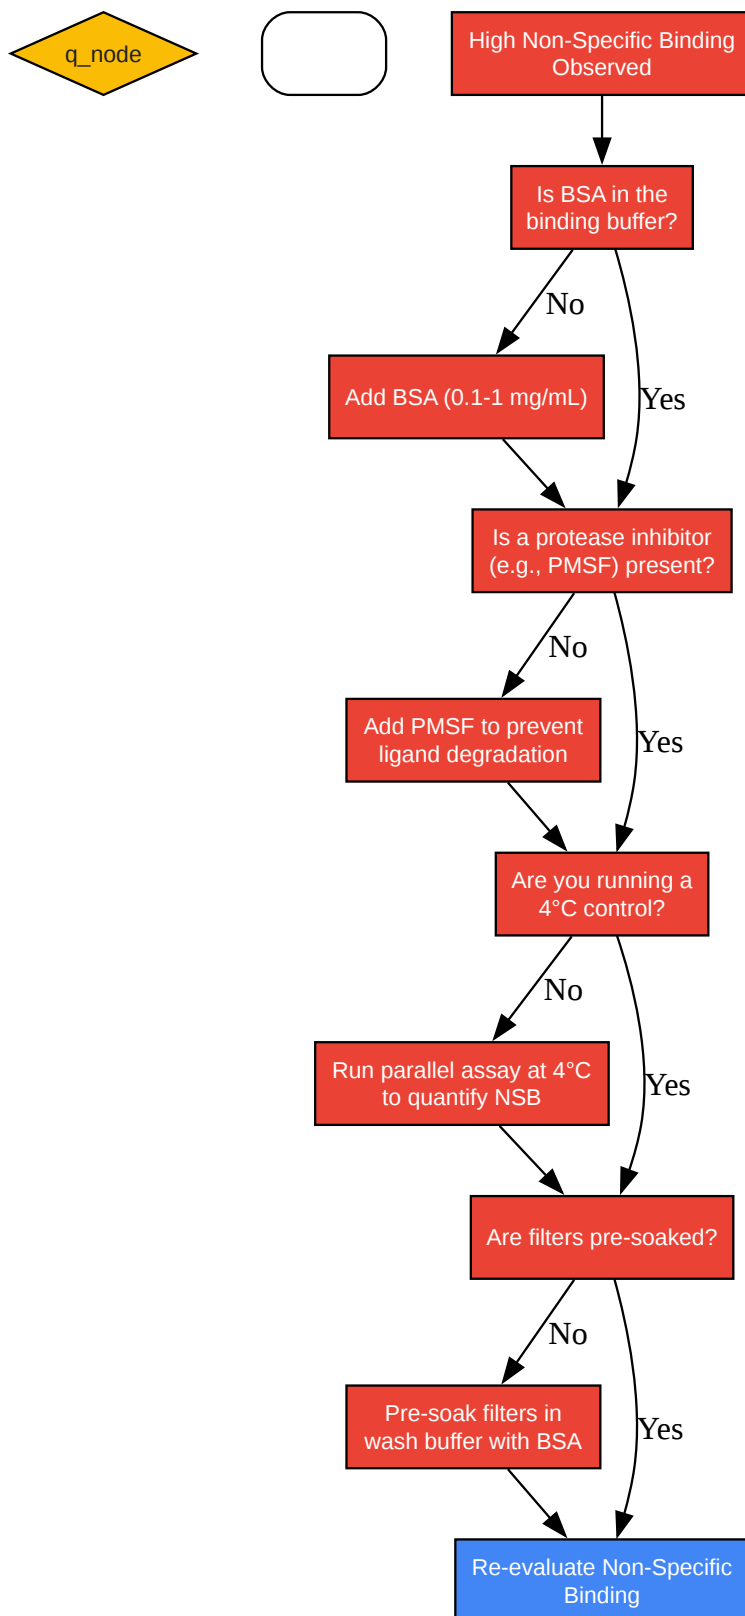 q_node
High Non-Specific Binding
Observed
Is BSA in the
binding buffer?
No
Add BSA (0.1-1 mg/mL)
Yes
Is a protease inhibitor
(e.g., PMSF) present?
No
Add PMSF to prevent
ligand degradation
Yes
Are you running a
4°C control?
No
Run parallel assay at 4°C
to quantify NSB
Yes
Are filters pre-soaked?
No
Pre-soak filters in
wash buffer with BSA
Yes
Re-evaluate Non-Specific
Binding